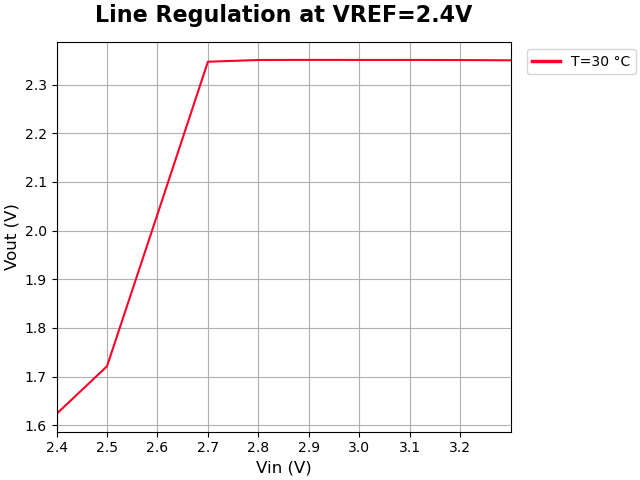 Line Regulation at VREF=2.4V
T=30 °C
Vout (V)
2.3
2.2
2.1
2.0
1.9
1.8
1.7
1.6
2.4 2.5 2.6 2.7 2.8 2.9 3.0 3.1 3.2
Vin (V)